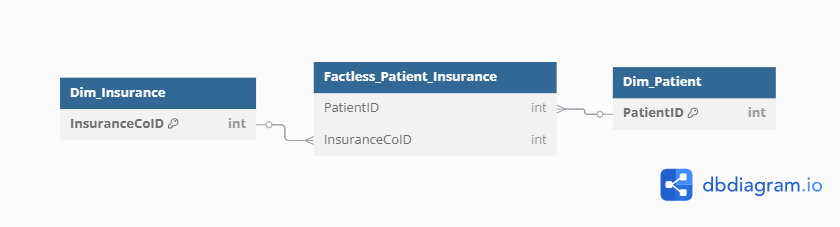 Dim_Insurance
InsuranceCoID int
Factless_Patient_Insurance
PatientID int
InsuranceCoID int
Dim_Patient
PatientID int
dbdiagram.io